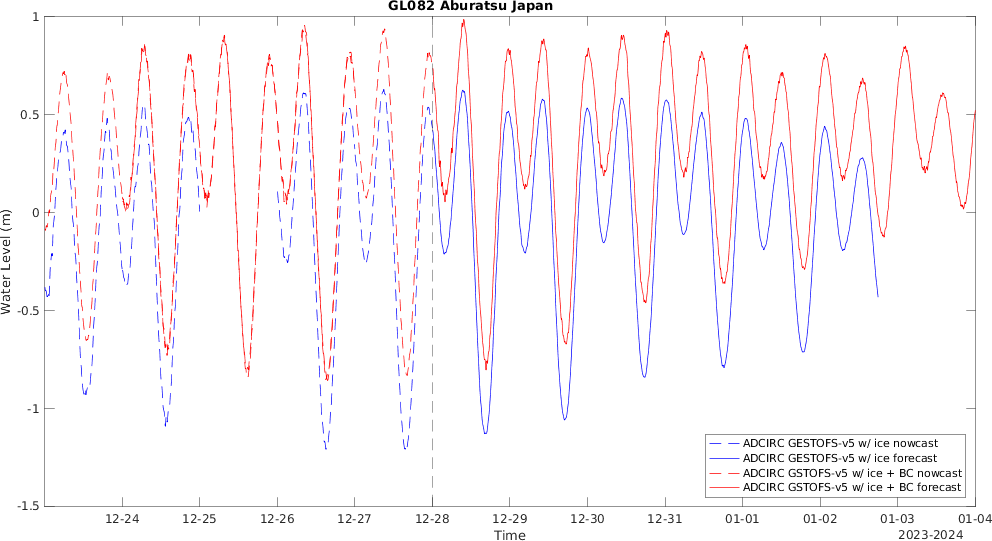 GL082 Aburatsu Japan
1
0.5
0
-0.5
-1
-1.5
Water Level (m)
12-24 12-25 12-26 12-27 12-28 12-29 12-30 12-31 01-01 01-02 01-03 01-04
Time
2023-2024
ADCIRC GESTOFS-v5 w/ ice nowcast
ADCIRC GESTOFS-v5 w/ ice forecast
ADCIRC GSTOFS-v5 w/ ice + BC nowcast
ADCIRC GSTOFS-v5 w/ ice + BC forecast